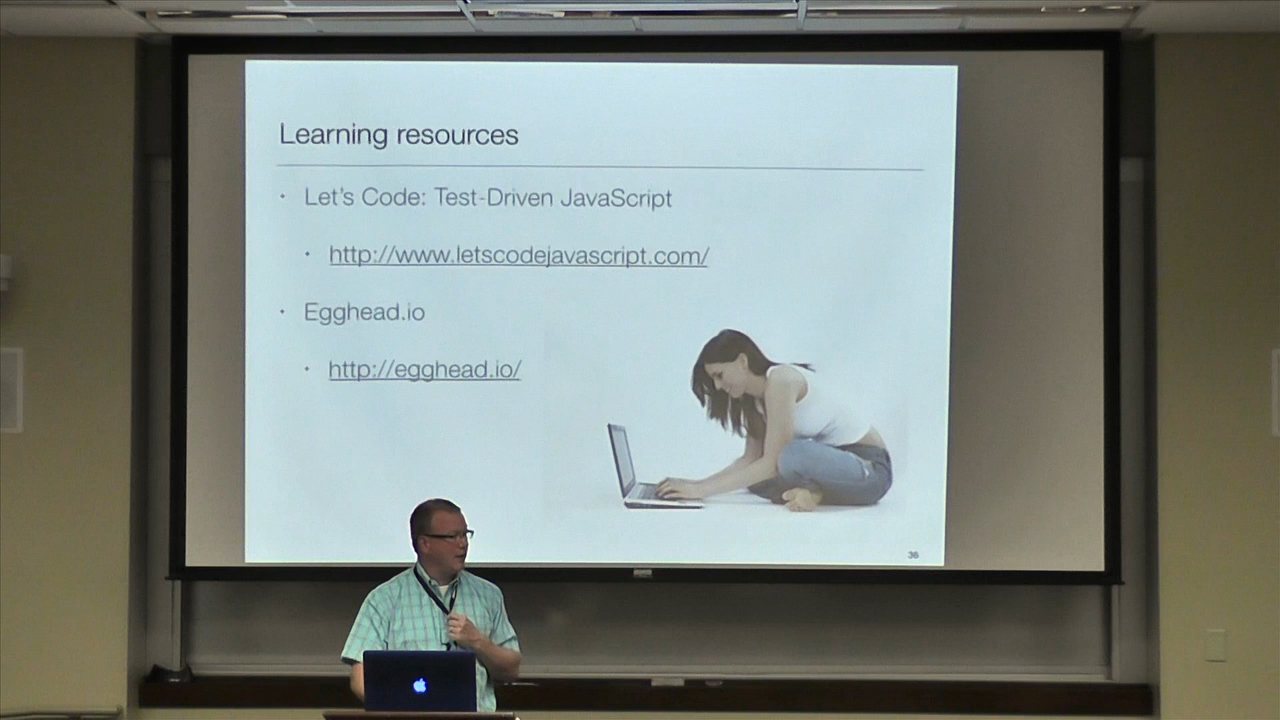 Learning resources
• Let's Code: Test-Driven JavaScript
• http://www.letscodejavascript.com/
• Egghead.io
• http://egghead.io/
36